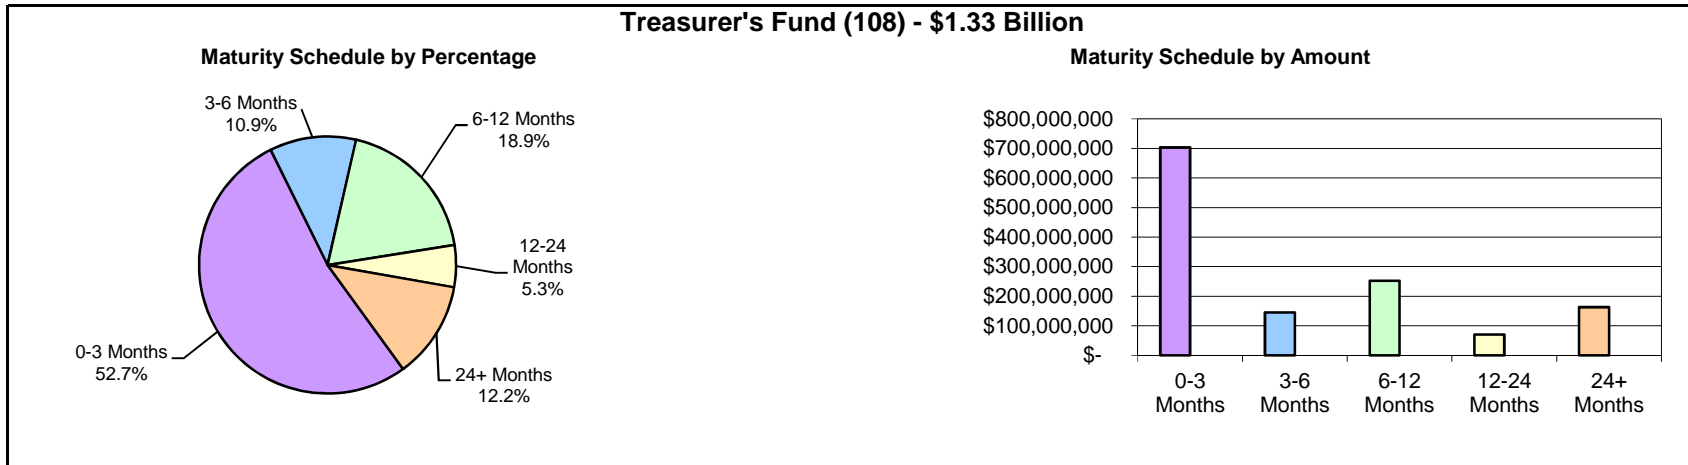 Treasurer's Fund (108) - $1.33 Billion
Maturity Schedule by Percentage
3-6 Months
10.9%
6-12 Months
18.9%
12-24
Months
5.3%
0-3 Months
52.7%
24+ Months
12.2%
Maturity Schedule by Amount
$800,000,000
$700,000,000
$600,000,000
$500,000,000
$400,000,000
$300,000,000
$200,000,000
$100,000,000
$-
0-3
Months
3-6
Months
6-12
Months
12-24
Months
24+
Months